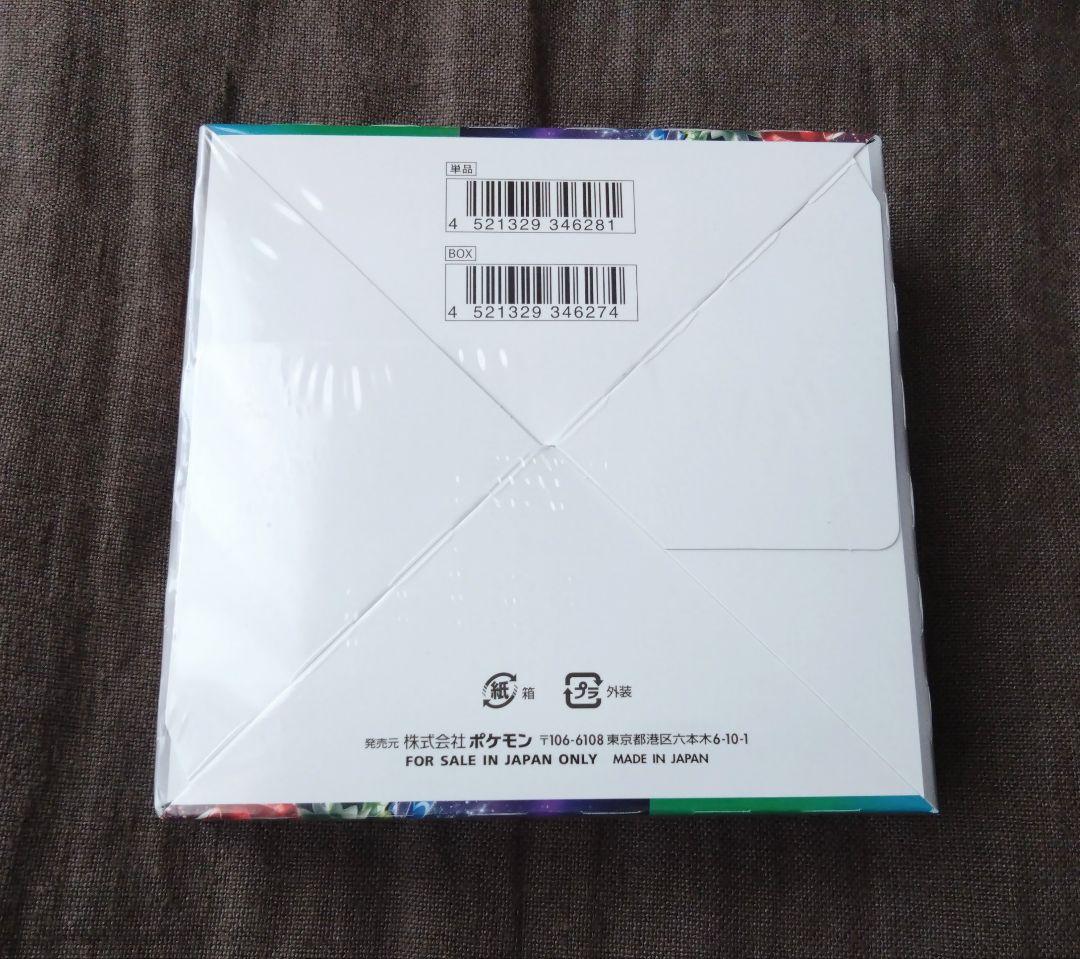 単品
4 521329 346281
BOX
4 521329 346274
紙 箱 プラ 外装
発売元 株式会社 ポケモン 〒106-6108 東京都港区六本木6-10-1
FOR SALE IN JAPAN ONLY MADE IN JAPAN